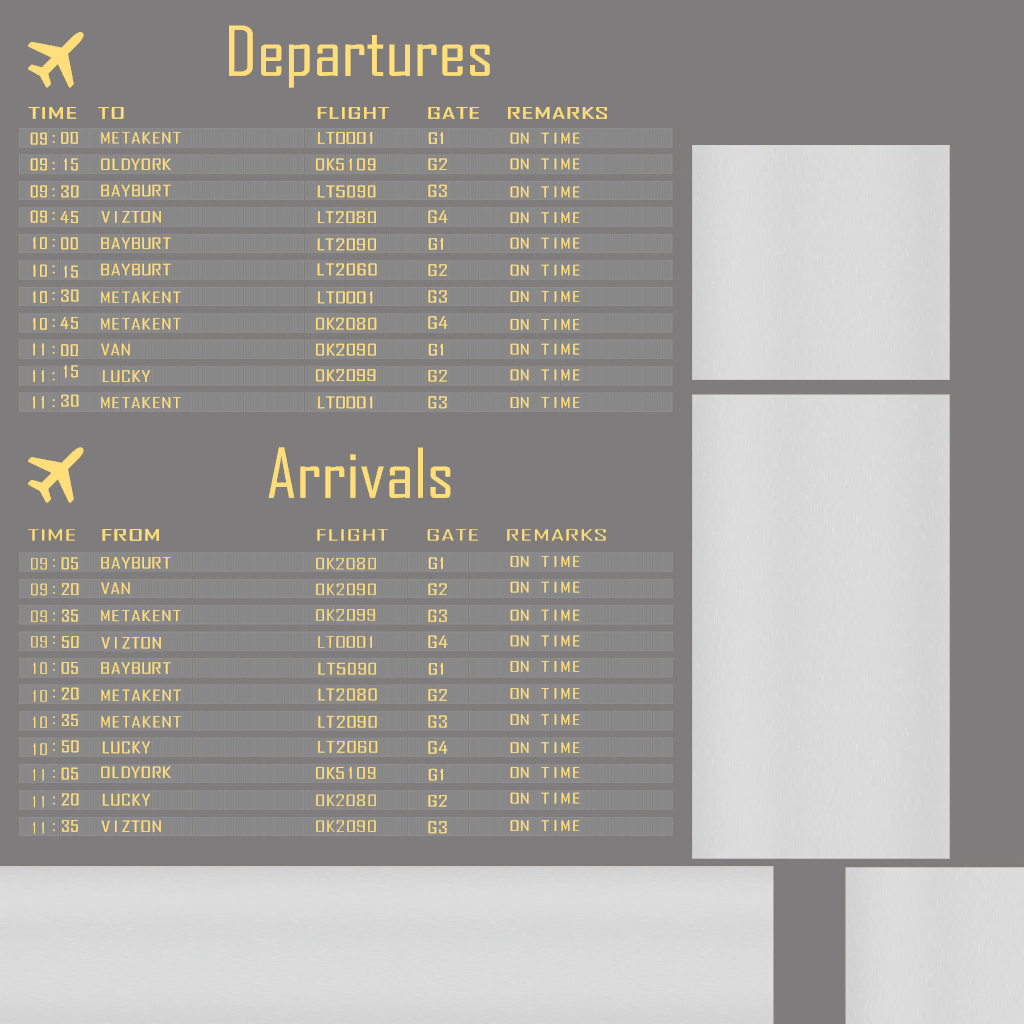 Departures
TIME TO FLIGHT GATE REMARKS
09:00 METAKENT LT0001 G1 ON TIME
09:15 OLDYORK OK5109 G2 ON TIME
09:30 BAYBURT LT5090 G3 ON TIME
09:45 VIZTON LT2080 G4 ON TIME
10:00 BAYBURT LT2090 G1 ON TIME
10:15 BAYBURT LT2060 G2 ON TIME
10:30 METAKENT LT0001 G3 ON TIME
10:45 METAKENT OK2080 G4 ON TIME
11:00 VAN OK2090 G1 ON TIME
11:15 LUCKY OK2099 G2 ON TIME
11:30 METAKENT LT0001 G3 ON TIME
Arrivals
TIME FROM FLIGHT GATE REMARKS
09:05 BAYBURT OK2080 G1 ON TIME
09:20 VAN OK2090 G2 ON TIME
09:35 METAKENT OK2099 G3 ON TIME
09:50 VIZTON LT0001 G4 ON TIME
10:05 BAYBURT LT5090 G1 ON TIME
10:20 METAKENT LT2080 G2 ON TIME
10:35 METAKENT LT2090 G3 ON TIME
10:50 LUCKY LT2060 G4 ON TIME
11:05 OLDYORK OK5109 G1 ON TIME
11:20 LUCKY OK2080 G2 ON TIME
11:35 VIZTON OK2090 G3 ON TIME